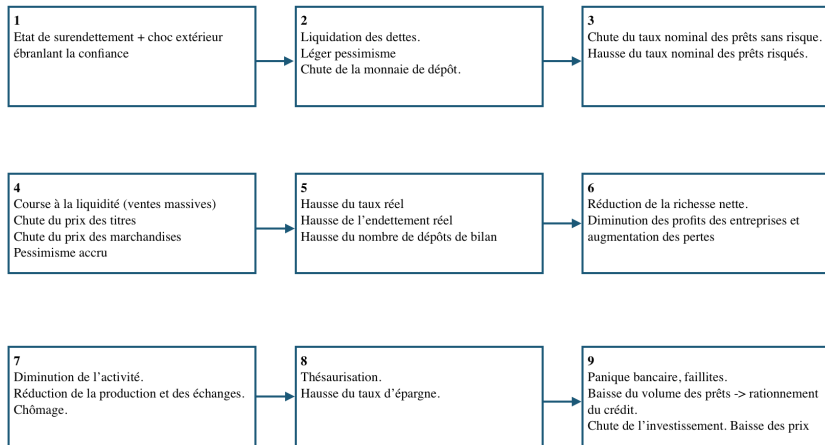 1
Etat de surendettement + choc extérieur
ébranlant la confiance
2
Liquidation des dettes.
Léger pessimisme
Chute de la monnaie de dépôt.
3
Chute du taux nominal des prêts sans risque.
Hausse du taux nominal des prêts risqués.
4
Course à la liquidité (ventes massives)
Chute du prix des titres
Chute du prix des marchandises
Pessimisme accru
5
Hausse du taux réel
Hausse de l'endettement réel
Hausse du nombre de dépôts de bilan
6
Réduction de la richesse nette.
Diminution des profits des entreprises et
augmentation des pertes
7
Diminution de l'activité.
Réduction de la production et des échanges.
Chômage.
8
Thésaurisation.
Hausse du taux d'épargne.
9
Panique bancaire, faillites.
Baisse du volume des prêts -> rationnement
du crédit.
Chute de l'investissement. Baisse des prix